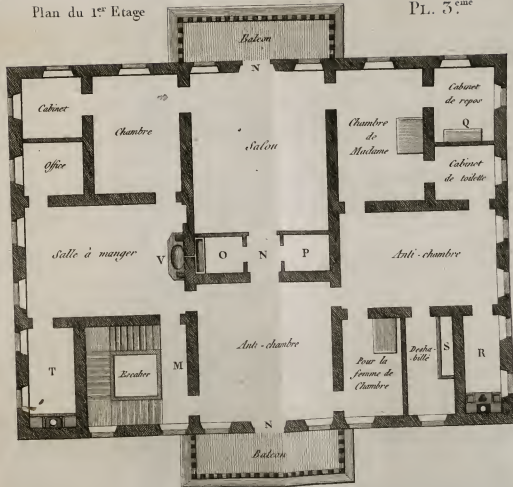 Plan du 1.er Etage
PL. 3.eme
Balcon
N
Cabinet
Chambre
Salon
Chambre
de
Madame
Cabinet
de repos
Q
Office
Cabinet
de toilette
Salle à manger
V
O
N
P
Anti-chambre
T
Escalier
M
Anti-chambre
Pour la
femme de
Chambre
Desha-
billé
S
R
N
Balcon